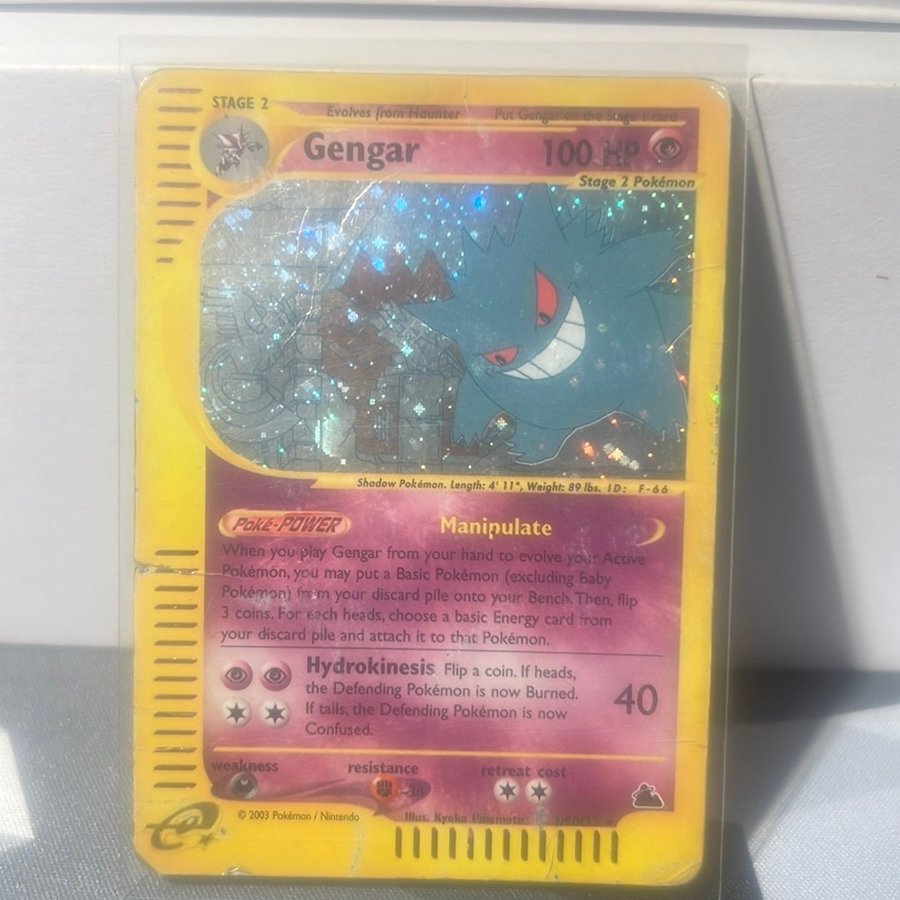 STAGE 2
Evolves from Haunter Put Gengar on the Stage 1 card
Gengar 100 HP
Stage 2 Pokémon
Shadow Pokémon. Length: 4' 11", Weight: 89 lbs. ID: F-66
Poké-POWER Manipulate
When you play Gengar from your hand to evolve your Active
Pokémon, you may put a Basic Pokémon (excluding Baby
Pokémon) from your discard pile onto your Bench. Then, flip
3 coins. For each heads, choose a basic Energy card from
your discard pile and attach it to that Pokémon.
Hydrokinesis Flip a coin. If heads,
the Defending Pokémon is now Burned.
If tails, the Defending Pokémon is now
Confused.
40
weakness resistance retreat cost
-30
e
© 2003 Pokémon / Nintendo Illus. Kyoko